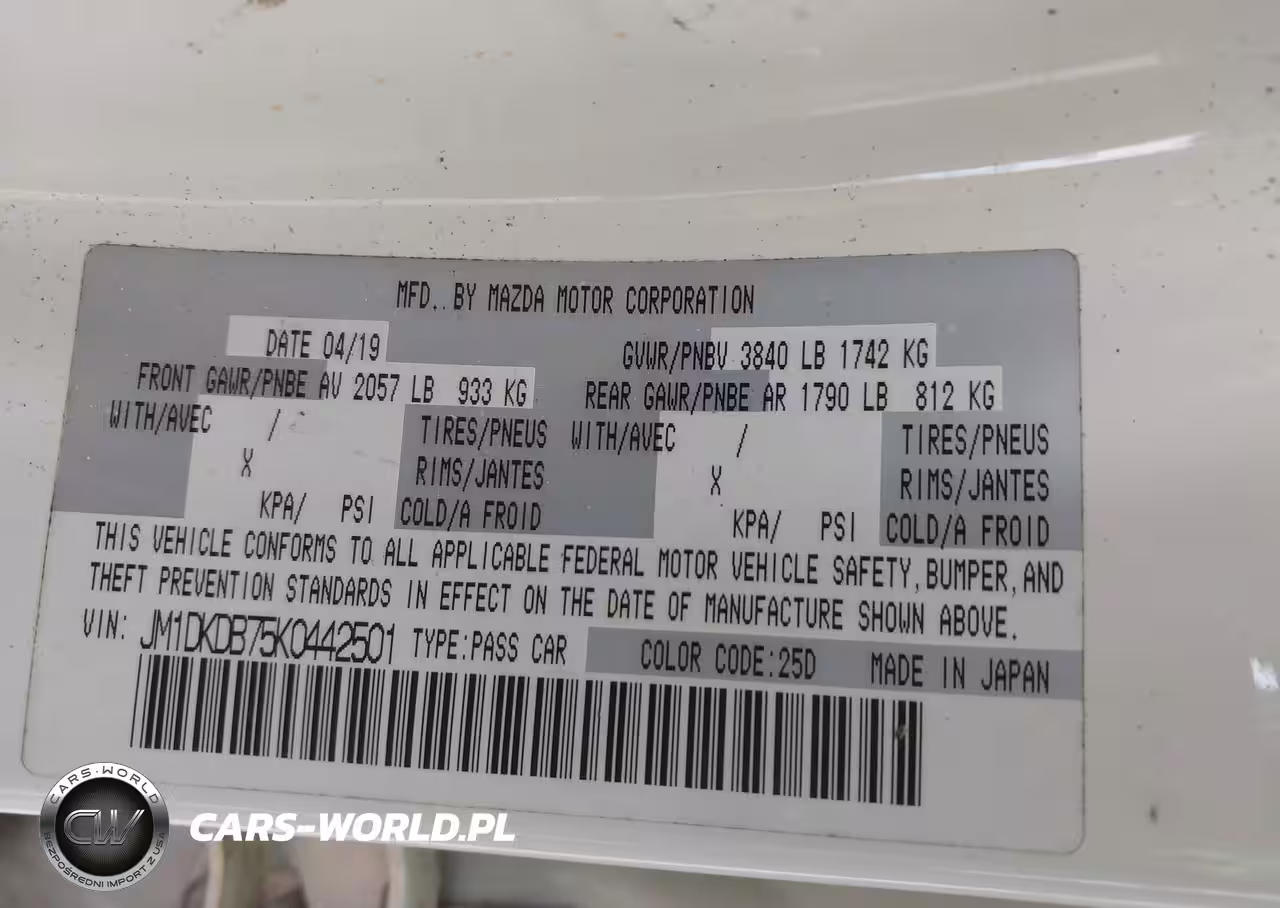 MFD. BY MAZDA MOTOR CORPORATION
DATE 04/19 GVWR/PNBV 3840 LB 1742 KG
FRONT GAWR/PNBE AV 2057 LB 933 KG REAR GAWR/PNBE AR 1790 LB 812 KG
WITH/AVEC / TIRES/PNEUS WITH/AVEC / TIRES/PNEUS
X RIMS/JANTES X RIMS/JANTES
KPA/ PSI COLD/A FROID KPA/ PSI COLD/A FROID
THIS VEHICLE CONFORMS TO ALL APPLICABLE FEDERAL MOTOR VEHICLE SAFETY, BUMPER, AND
THEFT PREVENTION STANDARDS IN EFFECT ON THE DATE OF MANUFACTURE SHOWN ABOVE.
VIN: JM1DKDB75K0442501 TYPE:PASS CAR COLOR CODE:25D MADE IN JAPAN
CARS-WORLD
CW
BEZPOŚREDNI IMPORT Z USA
CARS-WORLD.PL